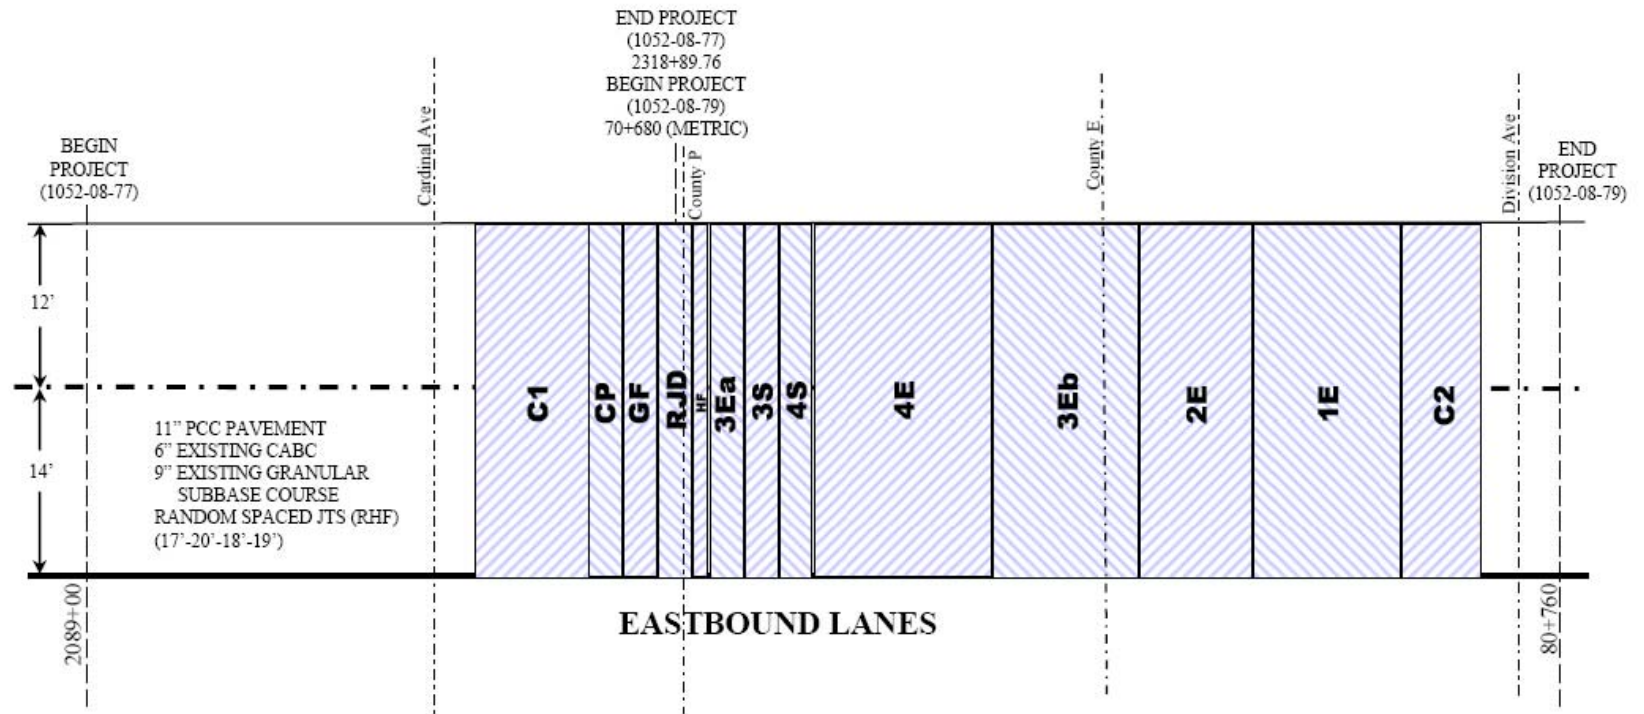 END PROJECT
(1052-08-77)
2318+89.76
BEGIN PROJECT
(1052-08-79)
70+680 (METRIC)
BEGIN
PROJECT
(1052-08-77)
Cardinal Ave
County P
County E
Division Ave
END
PROJECT
(1052-08-79)
12'
14'
11” PCC PAVEMENT
6” EXISTING CABC
9” EXISTING GRANULAR
SUBBASE COURSE
RANDOM SPACED JTS (RHF)
(17’-20’-18’-19’)
C1
CP
GF
RJD
HF
3Ea
3S
4S
4E
3Eb
2E
1E
C2
2089+00
EASTBOUND LANES
80+760